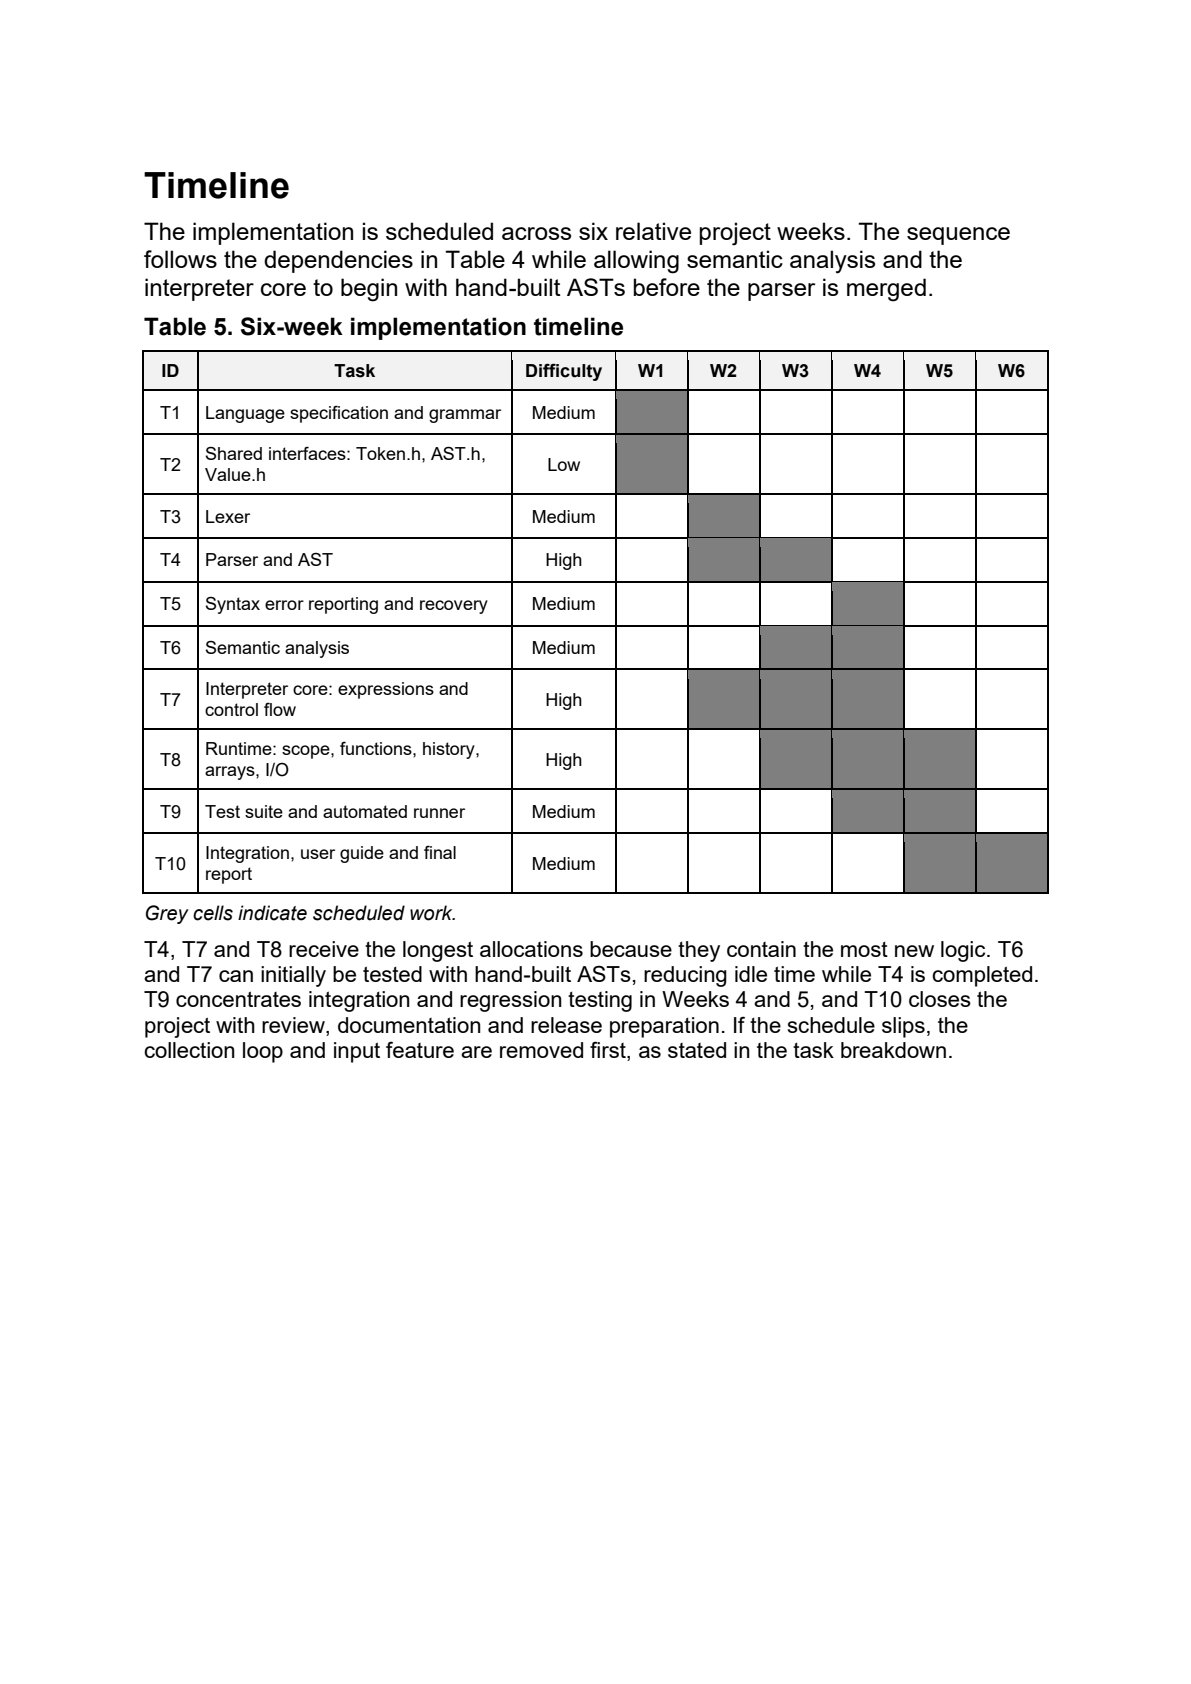 Timeline
The implementation is scheduled across six relative project weeks. The sequence
follows the dependencies in Table 4 while allowing semantic analysis and the
interpreter core to begin with hand-built ASTs before the parser is merged.
Table 5. Six-week implementation timeline
ID Task Difficulty W1 W2 W3 W4 W5 W6
T1 Language specification and grammar Medium
T2 Shared interfaces: Token.h, AST.h,
Value.h Low
T3 Lexer Medium
T4 Parser and AST High
T5 Syntax error reporting and recovery Medium
T6 Semantic analysis Medium
T7 Interpreter core: expressions and
control flow High
T8 Runtime: scope, functions, history,
arrays, I/O High
T9 Test suite and automated runner Medium
T10 Integration, user guide and final
report Medium
Grey cells indicate scheduled work.
T4, T7 and T8 receive the longest allocations because they contain the most new logic. T6
and T7 can initially be tested with hand-built ASTs, reducing idle time while T4 is completed.
T9 concentrates integration and regression testing in Weeks 4 and 5, and T10 closes the
project with review, documentation and release preparation. If the schedule slips, the
collection loop and input feature are removed first, as stated in the task breakdown.